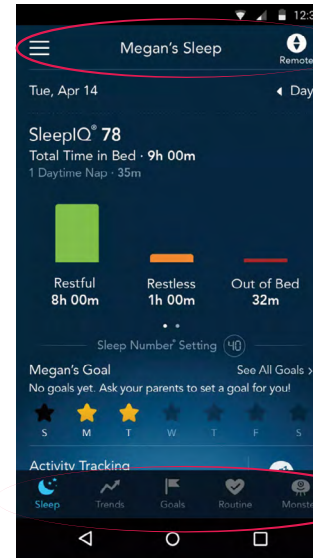 12:3
Megan's Sleep
Remote
Tue, Apr 14
Day
SleepIQ® 78
Total Time in Bed · 9h 00m
1 Daytime Nap · 35m
Restful
8h 00m
Restless
1h 00m
Out of Bed
32m
Sleep Number® Setting 40
Megan's Goal
See All Goals >
No goals yet. Ask your parents to set a goal for you!
S M T W T F S
Activity Tracking
Sleep
Trends
Goals
Routine
Monste